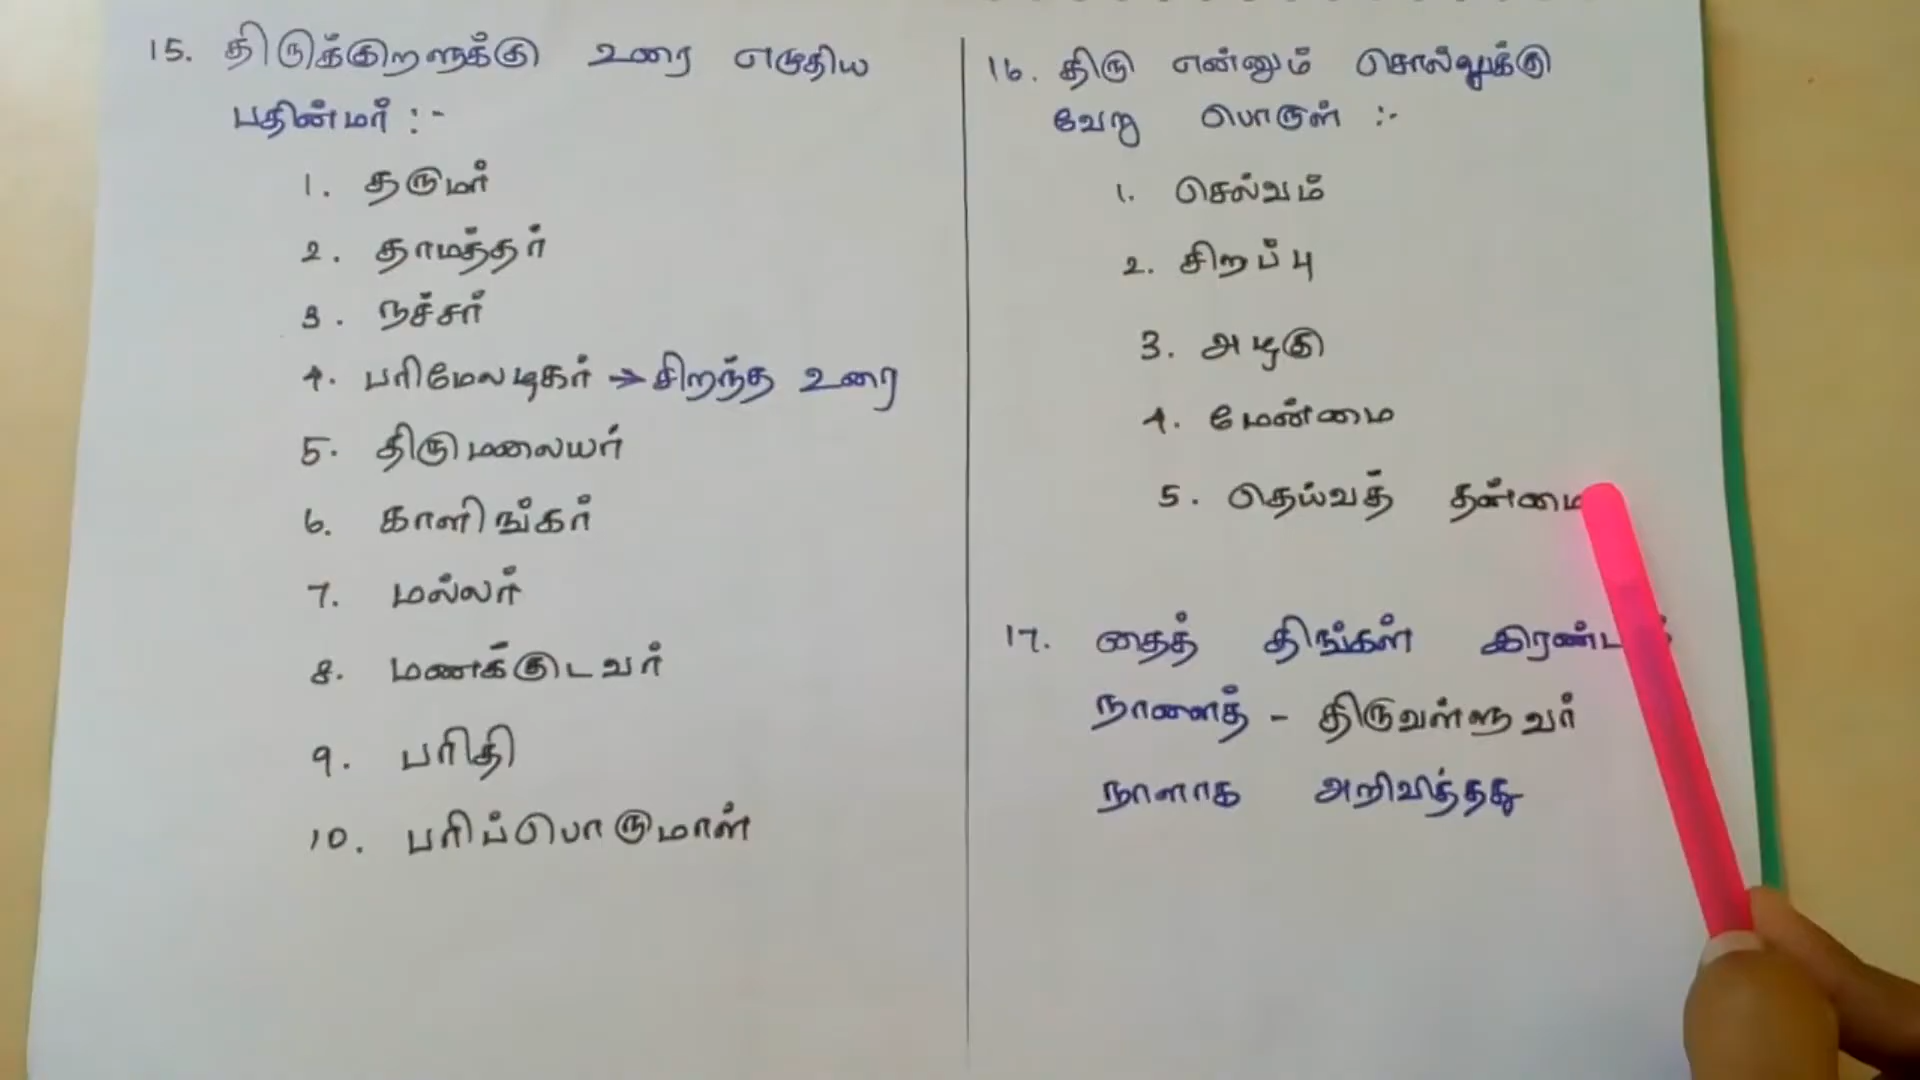 15. திருக்குறளுக்கு உரை எழுதிய
பதின்மர் :-
1. தருமர்
2. தாமத்தர்
3. நச்சர்
4. பரிமேலழகர் → சிறந்த உரை
5. திருமலையர்
6. காளிங்கர்
7. மல்லர்
8. மணக்குடவர்
9. பரிதி
10. பரிப்பொருமாள்
16. திரு என்னும் சொல்லுக்கு
வேறு பொருள் :-
1. செல்வம்
2. சிறப்பு
3. அழகு
4. மேன்மை
5. தெய்வத் தன்மை
17. தைத் திங்கள்
நாளைத் - திருவள்ளுவர்
நாளாக அறிவித்தது